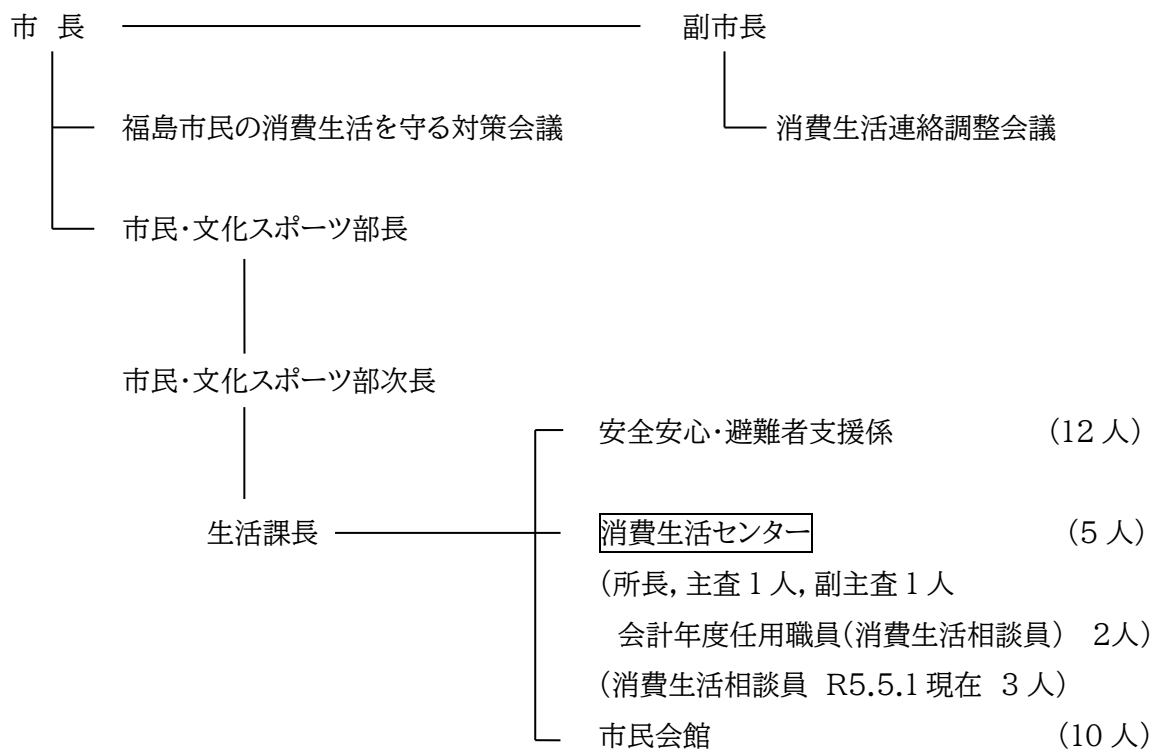 市 長 副市長
福島市民の消費生活を守る対策会議 消費生活連絡調整会議
市民・文化スポーツ部長
市民・文化スポーツ部次長
安全安心・避難者支援係 (12 人)
生活課長 消費生活センター (5 人)
(所長, 主査 1 人, 副主査 1 人
会計年度任用職員(消費生活相談員) 2人)
(消費生活相談員 R5.5.1 現在 3 人)
市民会館 (10 人)